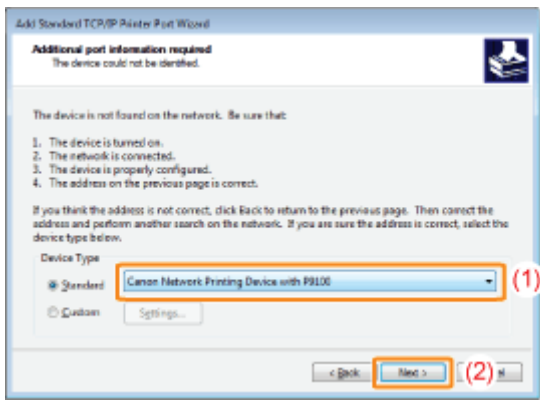 Add Standard TCP/IP Printer Port Wizard
Additional port information required
The device could not be identified.
The device is not found on the network. Be sure that:
1. The device is turned on.
2. The network is connected.
3. The device is properly configured.
4. The address on the previous page is correct.
If you think the address is not correct, click Back to return to the previous page. Then correct the
address and perform another search on the network. If you are sure the address is correct, select the
device type below.
Device Type
Standard
Canon Network Printing Device with P9100
(1)
Custom
Settings...
< Back
Next >
(2)